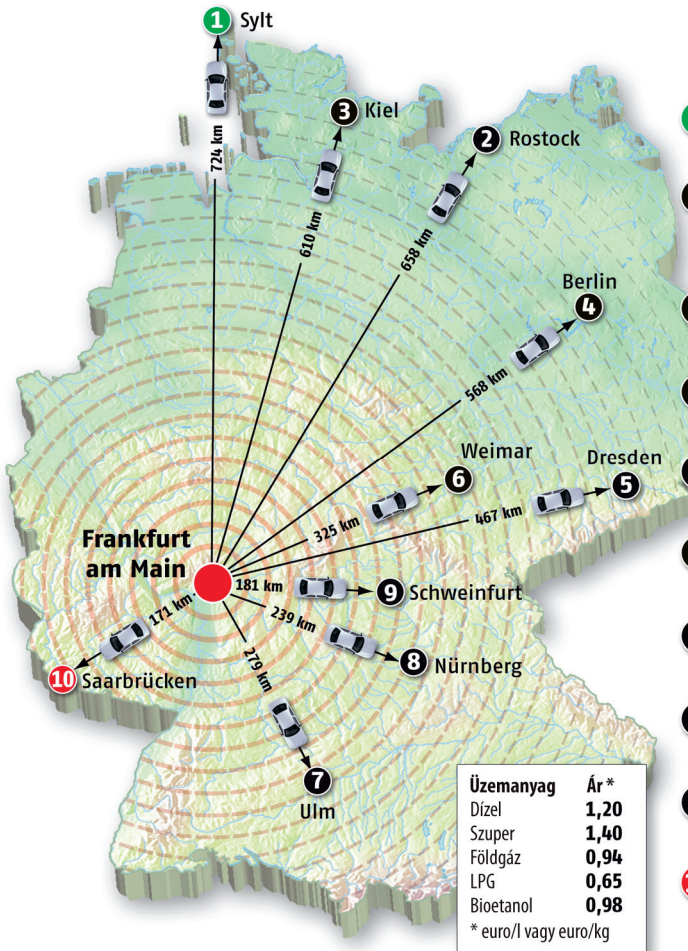 1 Sylt
724 km
3 Kiel
610 km
2 Rostock
658 km
Berlin
4
568 km
Weimar
6
325 km
Dresden
5
467 km
Frankfurt
am Main
181 km
9 Schweinfurt
171 km
239 km
8 Nürnberg
10 Saarbrücken
279 km
7
Ulm
Üzemanyag Ár*
Dízel 1,20
Szuper 1,40
Földgáz 0,94
LPG 0,65
Bioetanol 0,98
* euro/l vagy euro/kg